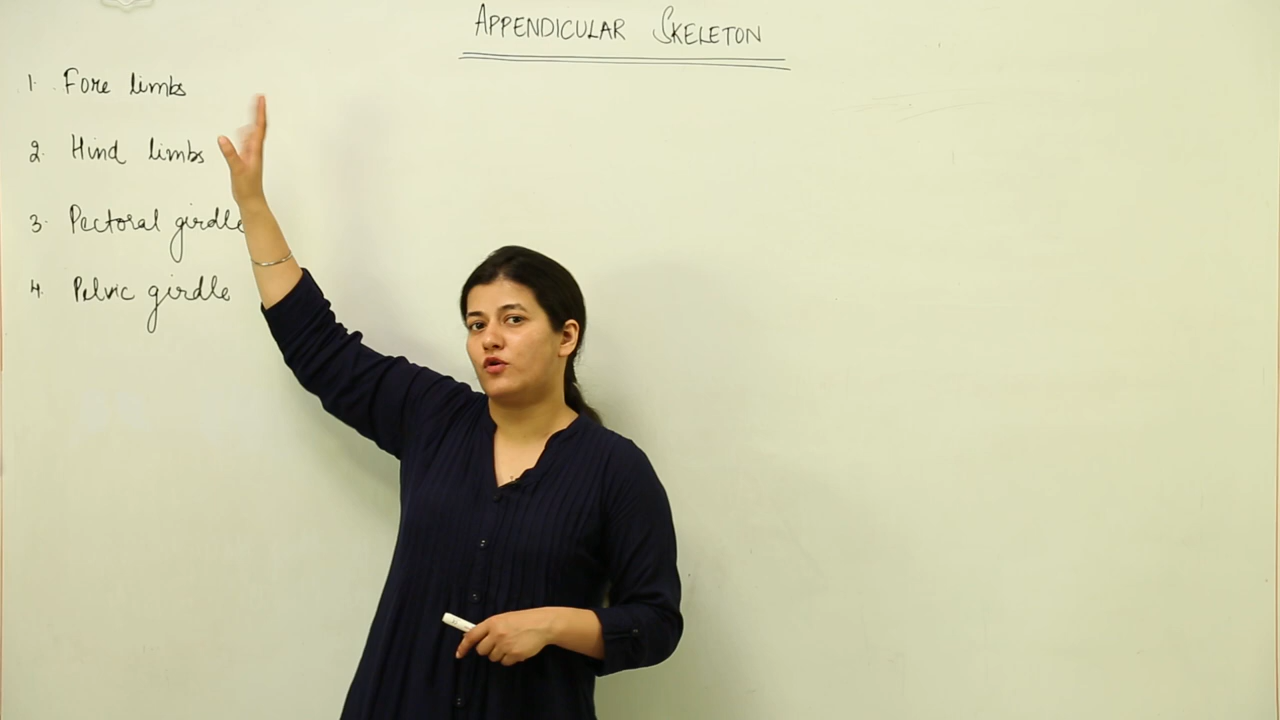 APPENDICULAR SKELETON
1. Fore limbs
2. Hind limbs
3. Pectoral girdle
4. Pelvic girdle